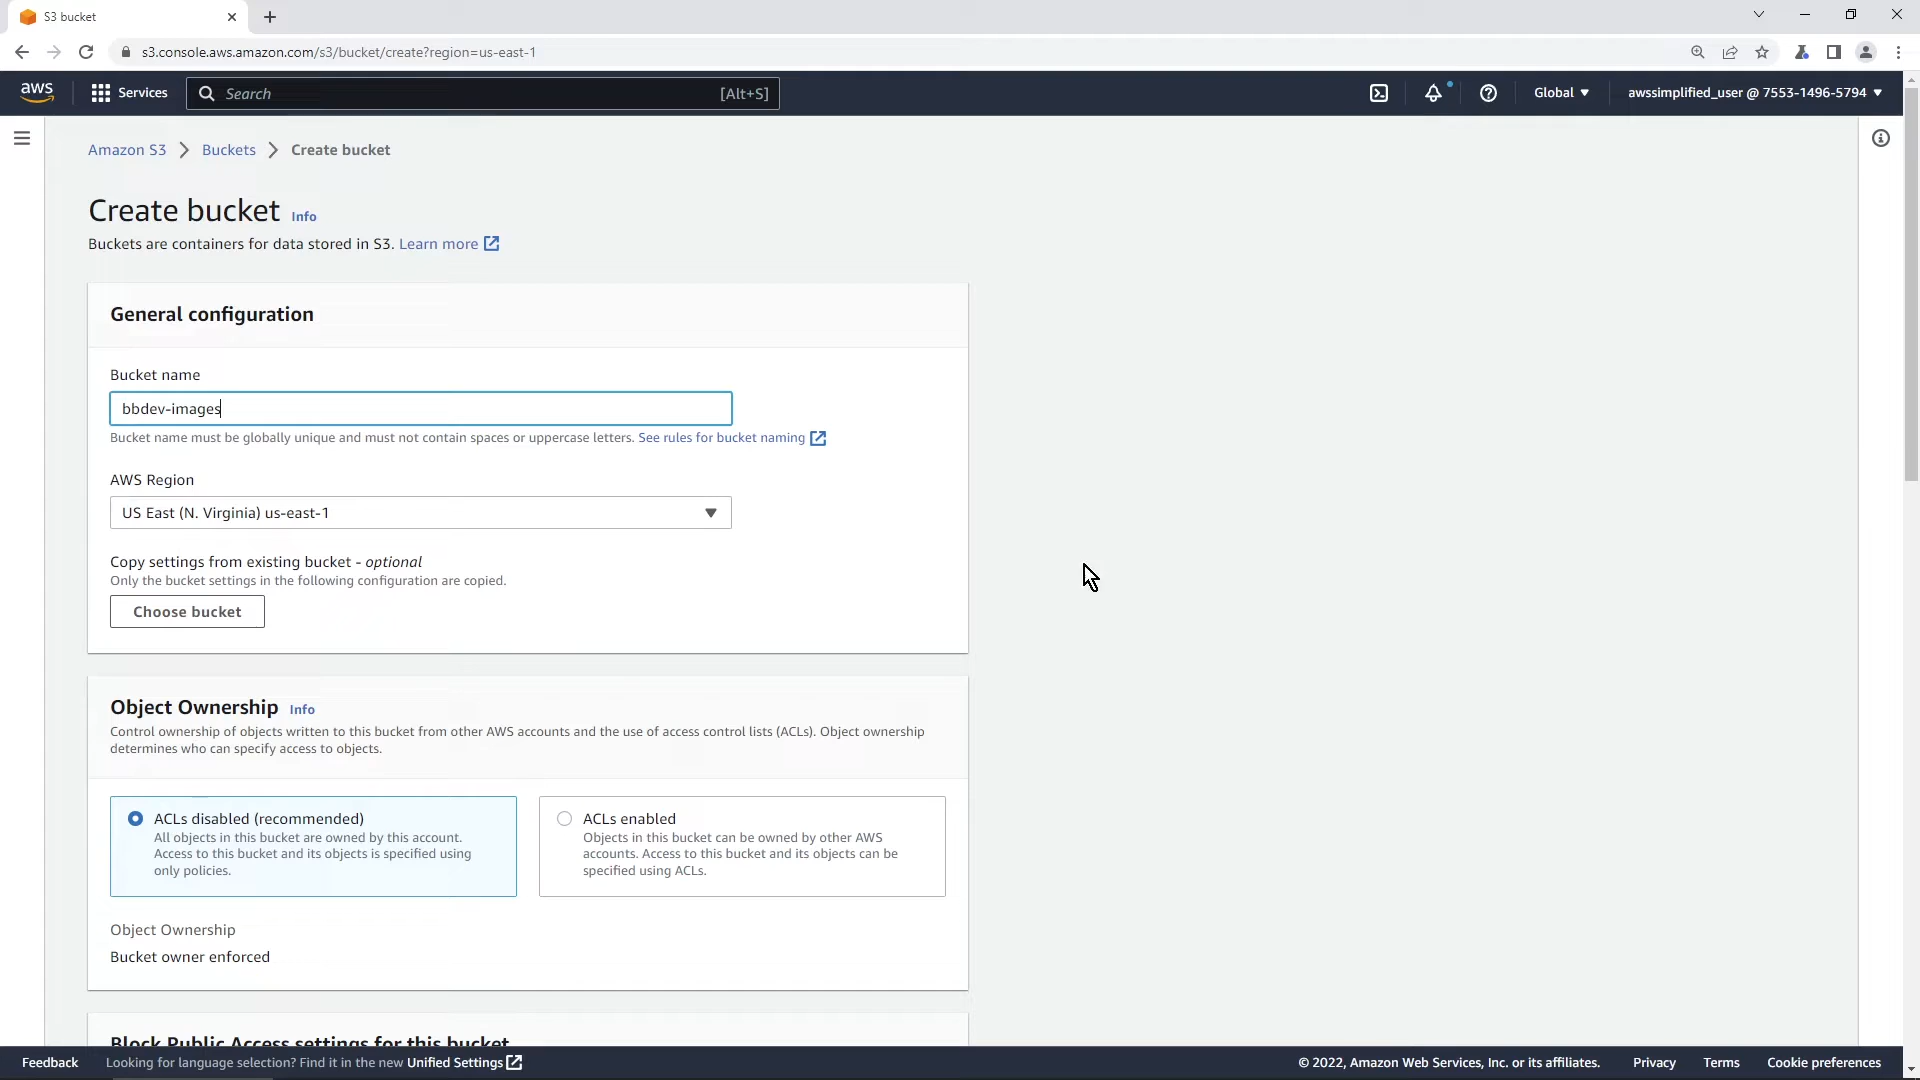 S3 bucket
s3.console.aws.amazon.com/s3/bucket/create?region=us-east-1
aws Services Search [Alt+S] Global awssimplified_user @ 7553-1496-5794
Amazon S3 Buckets Create bucket
Create bucket Info
Buckets are containers for data stored in S3. Learn more
General configuration
Bucket name
bbdev-images
Bucket name must be globally unique and must not contain spaces or uppercase letters. See rules for bucket naming
AWS Region
US East (N. Virginia) us-east-1
Copy settings from existing bucket - optional
Only the bucket settings in the following configuration are copied.
Choose bucket
Object Ownership Info
Control ownership of objects written to this bucket from other AWS accounts and the use of access control lists (ACLs). Object ownership
determines who can specify access to objects.
ACLs disabled (recommended)
All objects in this bucket are owned by this account.
Access to this bucket and its objects is specified using
only policies.
ACLs enabled
Objects in this bucket can be owned by other AWS
accounts. Access to this bucket and its objects can be
specified using ACLs.
Object Ownership
Bucket owner enforced
Block Public Access settings for this bucket
Feedback Looking for language selection? Find it in the new Unified Settings © 2022, Amazon Web Services, Inc. or its affiliates. Privacy Terms Cookie preferences